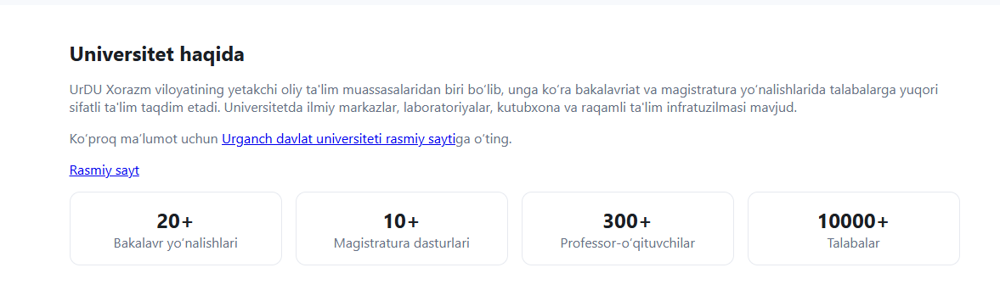 Universitet haqida
UrDU Xorazm viloyatining yetakchi oliy ta'lim muassasalaridan biri bo‘lib, unga ko‘ra bakalavriat va magistratura yo‘nalishlarida talabalarga yuqori
sifatli ta'lim taqdim etadi. Universitetda ilmiy markazlar, laboratoriyalar, kutubxona va raqamli ta'lim infratuzilmasi mavjud.
Ko‘proq ma’lumot uchun Urganch davlat universiteti rasmiy saytiga o‘ting.
Rasmiy sayt
20+ 10+ 300+ 10000+
Bakalavr yo‘nalishlari Magistratura dasturlari Professor-o‘qituvchilar Talabalar